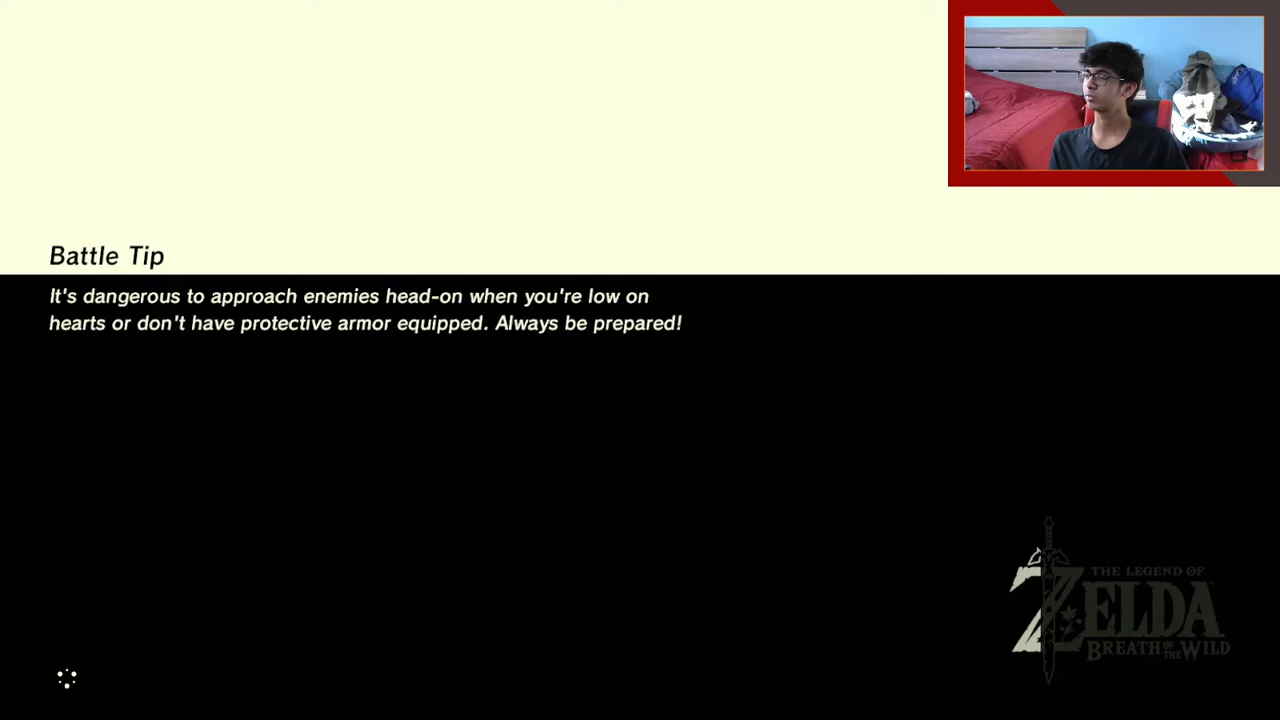 Battle Tip
It's dangerous to approach enemies head-on when you're low on
hearts or don't have protective armor equipped. Always be prepared!
THE LEGEND OF
ZELDA
BREATH OF THE WILD